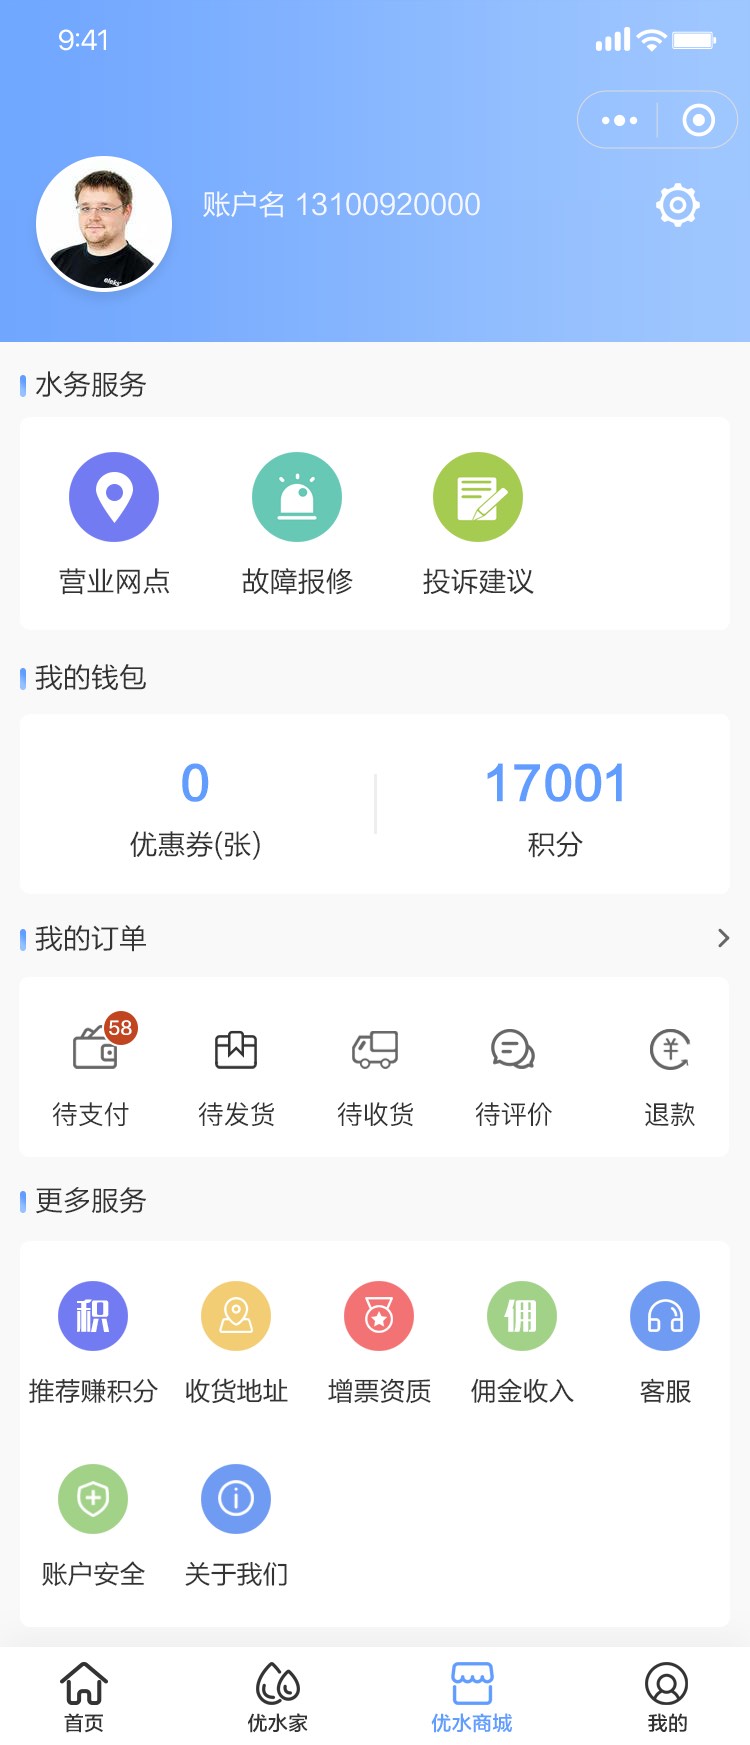 9:41
账户名 13100920000
水务服务
营业网点 故障报修 投诉建议
我的钱包
0 17001
优惠券(张) 积分
我的订单
58
待支付 待发货 待收货 待评价 退款
更多服务
积 佣
推荐赚积分 收货地址 增票资质 佣金收入 客服
账户安全 关于我们
首页 优水家 优水商城 我的